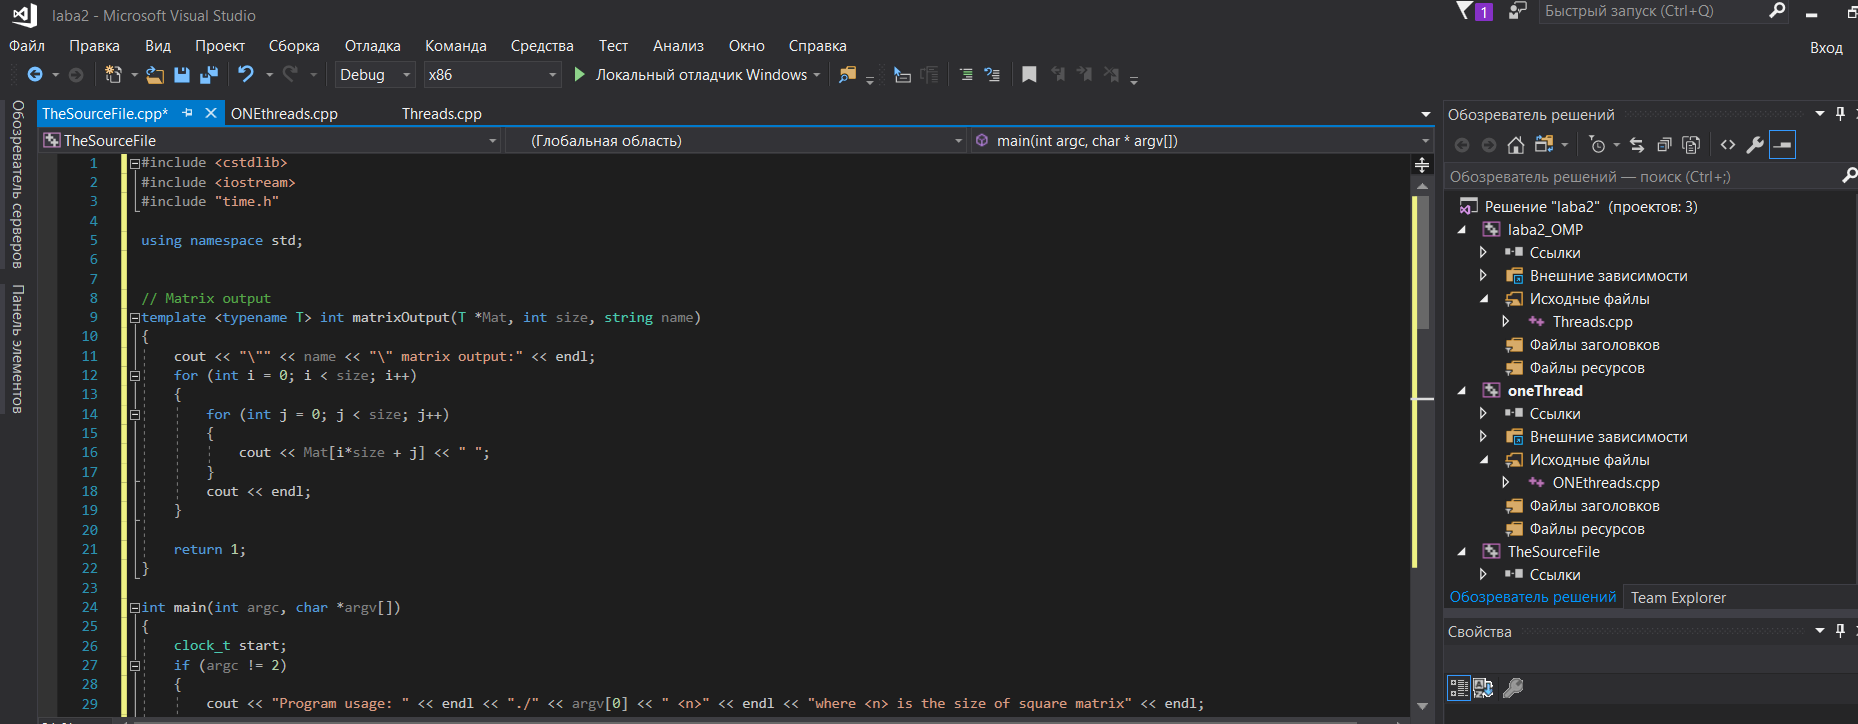 laba2 - Microsoft Visual Studio
1
Быстрый запуск (Ctrl+Q)
Файл Правка Вид Проект Сборка Отладка Команда Средства Тест Анализ Окно Справка
Вход
Debug x86 Локальный отладчик Windows
Обозреватель серверов
Панель элементов
TheSourceFile.cpp* ONEthreads.cpp Threads.cpp
TheSourceFile (Глобальная область) main(int argc, char * argv[])
1 #include <cstdlib>
2 #include <iostream>
3 #include "time.h"
4
5 using namespace std;
6
7
8 // Matrix output
9 template <typename T> int matrixOutput(T *Mat, int size, string name)
10 {
11 cout << "\"" << name << "\" matrix output:" << endl;
12 for (int i = 0; i < size; i++)
13 {
14 for (int j = 0; j < size; j++)
15 {
16 cout << Mat[i*size + j] << " ";
17 }
18 cout << endl;
19 }
20
21 return 1;
22 }
23
24 int main(int argc, char *argv[])
25 {
26 clock_t start;
27 if (argc != 2)
28 {
29 cout << "Program usage: " << endl << "./" << argv[0] << " <n>" << endl << "where <n> is the size of square matrix" << endl;
Обозреватель решений
Обозреватель решений — поиск (Ctrl+;)
Решение "laba2" (проектов: 3)
laba2_OMP
Ссылки
Внешние зависимости
Исходные файлы
Threads.cpp
Файлы заголовков
Файлы ресурсов
oneThread
Ссылки
Внешние зависимости
Исходные файлы
ONEthreads.cpp
Файлы заголовков
Файлы ресурсов
TheSourceFile
Ссылки
Обозреватель решений Team Explorer
Свойства